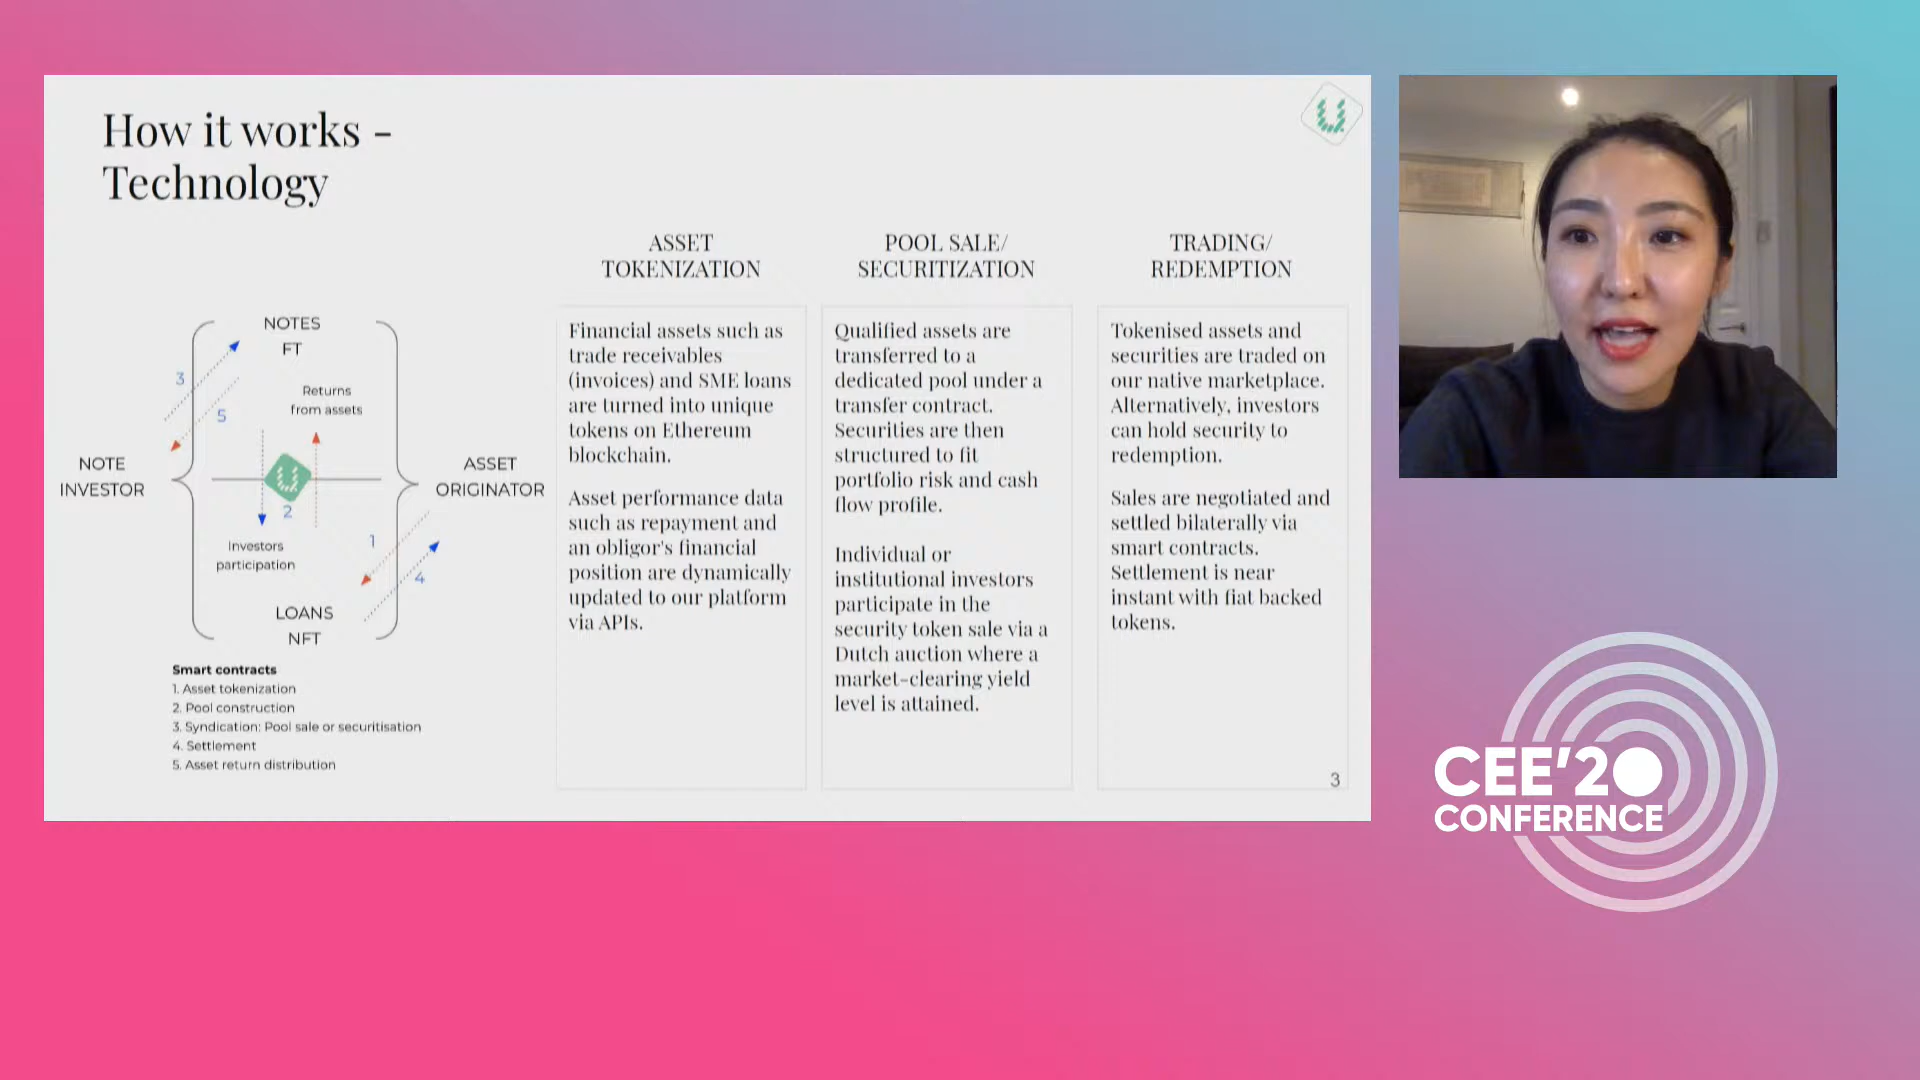 How it works -
Technology
NOTES
FT
3
5
Returns
from assets
NOTE
INVESTOR
ASSET
ORIGINATOR
2
1
4
Investors
participation
LOANS
NFT
Smart contracts
1. Asset tokenization
2. Pool construction
3. Syndication: Pool sale or securitisation
4. Settlement
5. Asset return distribution
ASSET
TOKENIZATION
Financial assets such as
trade receivables
(invoices) and SME loans
are turned into unique
tokens on Ethereum
blockchain.
Asset performance data
such as repayment and
an obligor's financial
position are dynamically
updated to our platform
via APIs.
POOL SALE/
SECURITIZATION
Qualified assets are
transferred to a
dedicated pool under a
transfer contract.
Securities are then
structured to fit
portfolio risk and cash
flow profile.
Individual or
institutional investors
participate in the
security token sale via a
Dutch auction where a
market-clearing yield
level is attained.
TRADING/
REDEMPTION
Tokenised assets and
securities are traded on
our native marketplace.
Alternatively, investors
can hold security to
redemption.
Sales are negotiated and
settled bilaterally via
smart contracts.
Settlement is near
instant with fiat backed
tokens.
3
CEE'20
CONFERENCE